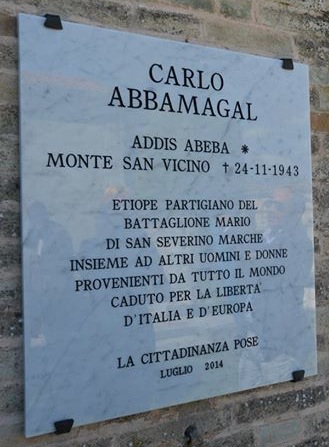 CARLO
ABBAMAGAL
ADDIS ABEBA *
MONTE SAN VICINO † 24-11-1943
ETIOPE PARTIGIANO DEL
BATTAGLIONE MARIO
DI SAN SEVERINO MARCHE
INSIEME AD ALTRI UOMINI E DONNE
PROVENIENTI DA TUTTO IL MONDO
CADUTO PER LA LIBERTA'
D'ITALIA E D'EUROPA
LA CITTADINANZA POSE
LUGLIO 2014